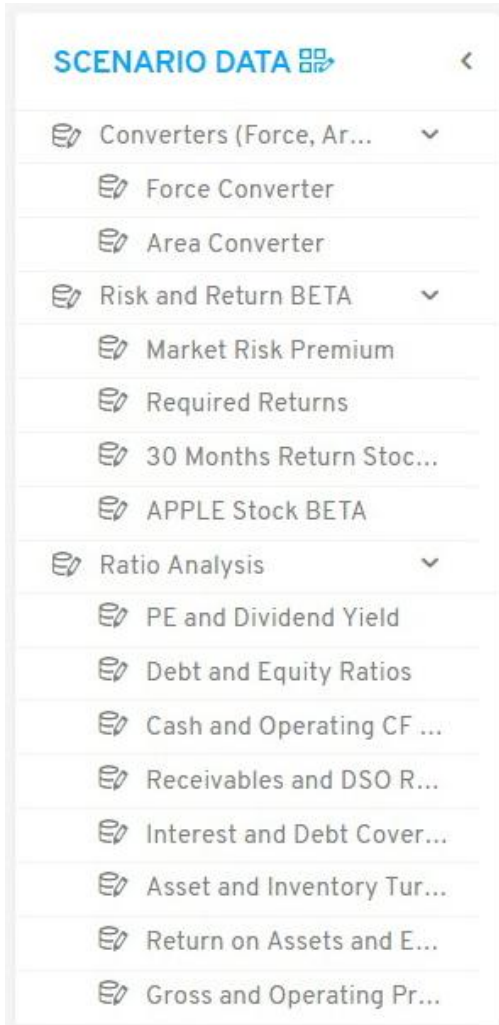 SCENARIO DATA
Converters (Force, Ar...
Force Converter
Area Converter
Risk and Return BETA
Market Risk Premium
Required Returns
30 Months Return Stoc...
APPLE Stock BETA
Ratio Analysis
PE and Dividend Yield
Debt and Equity Ratios
Cash and Operating CF ...
Receivables and DSO R...
Interest and Debt Cover...
Asset and Inventory Tur...
Return on Assets and E...
Gross and Operating Pr...